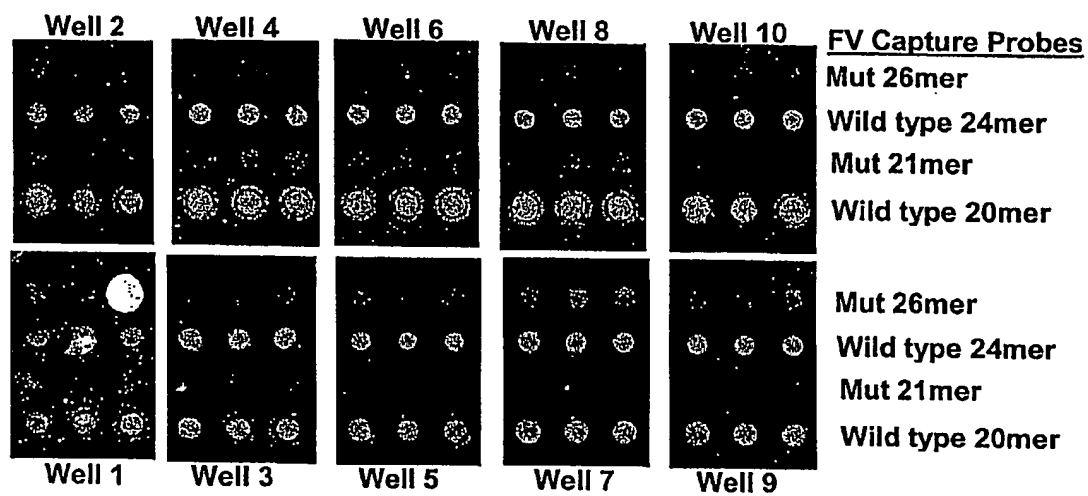 Well 2 Well 4 Well 6 Well 8 Well 10
FV Capture Probes
Mut 26mer
Wild type 24mer
Mut 21mer
Wild type 20mer
Mut 26mer
Wild type 24mer
Mut 21mer
Wild type 20mer
Well 1 Well 3 Well 5 Well 7 Well 9